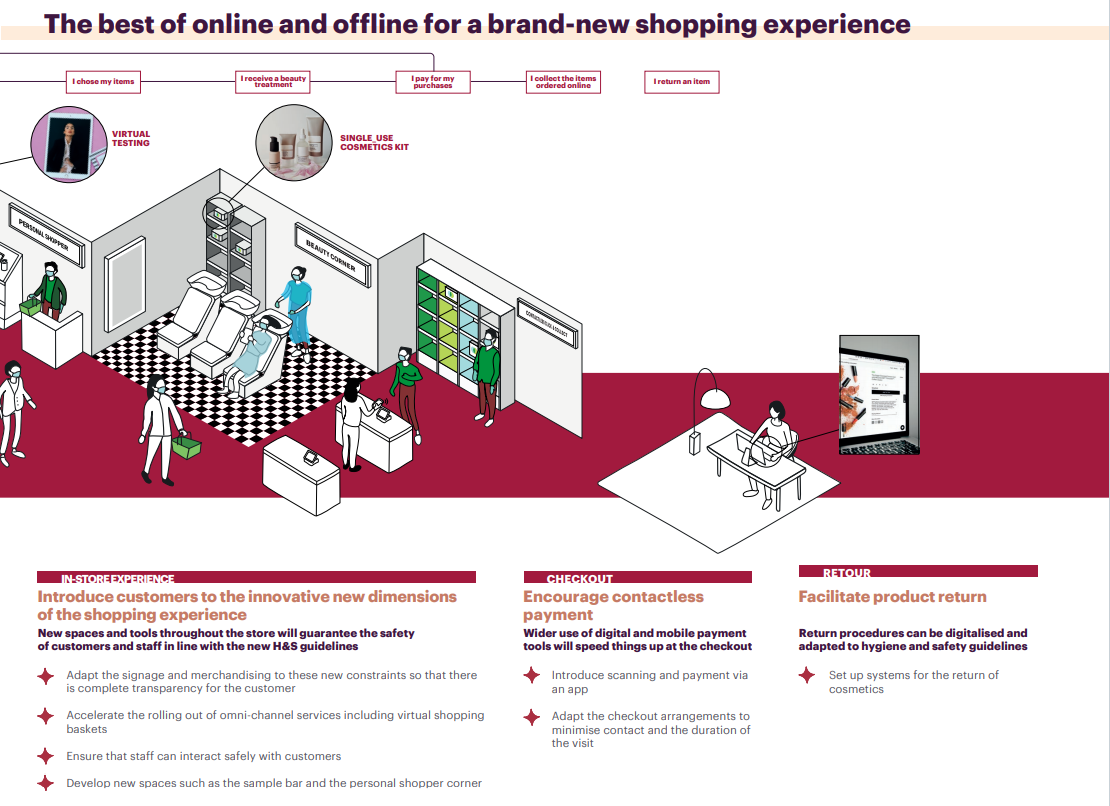 The best of online and offline for a brand-new shopping experience
I chose my items
I receive a beauty
treatment
I pay for my
purchases
I collect the items
ordered online
I return an item
VIRTUAL
TESTING
SINGLE_USE
COSMETICS KIT
PERSONAL SHOPPER
BEAUTY CORNER
IN-STORE EXPERIENCE
Introduce customers to the innovative new dimensions
of the shopping experience
New spaces and tools throughout the store will guarantee the safety
of customers and staff in line with the new H&S guidelines
Adapt the signage and merchandising to these new constraints so that there
is complete transparency for the customer
Accelerate the rolling out of omni-channel services including virtual shopping
baskets
Ensure that staff can interact safely with customers
Develop new spaces such as the sample bar and the personal shopper corner
CHECKOUT
Encourage contactless
payment
Wider use of digital and mobile payment
tools will speed things up at the checkout
Introduce scanning and payment via
an app
Adapt the checkout arrangements to
minimise contact and the duration of
the visit
RETOUR
Facilitate product return
Return procedures can be digitalised and
adapted to hygiene and safety guidelines
Set up systems for the return of
cosmetics